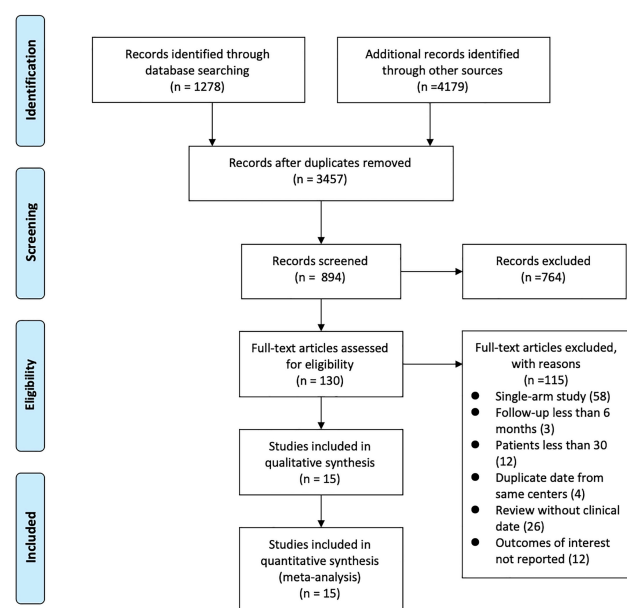 Identification
Records identified through
database searching
(n = 1278)
Additional records identified
through other sources
(n =4179)
Records after duplicates removed
(n = 3457)
Screening
Records screened
(n = 894)
Records excluded
(n =764)
Eligibility
Full-text articles assessed
for eligibility
(n = 130)
Full-text articles excluded,
with reasons
(n =115)
● Single-arm study (58)
● Follow-up less than 6
months (3)
● Patients less than 30
(12)
● Duplicate date from
same centers (4)
● Review without clinical
date (26)
● Outcomes of interest
not reported (12)
Studies included in
qualitative synthesis
(n = 15)
Included
Studies included in
quantitative synthesis
(meta-analysis)
(n = 15)